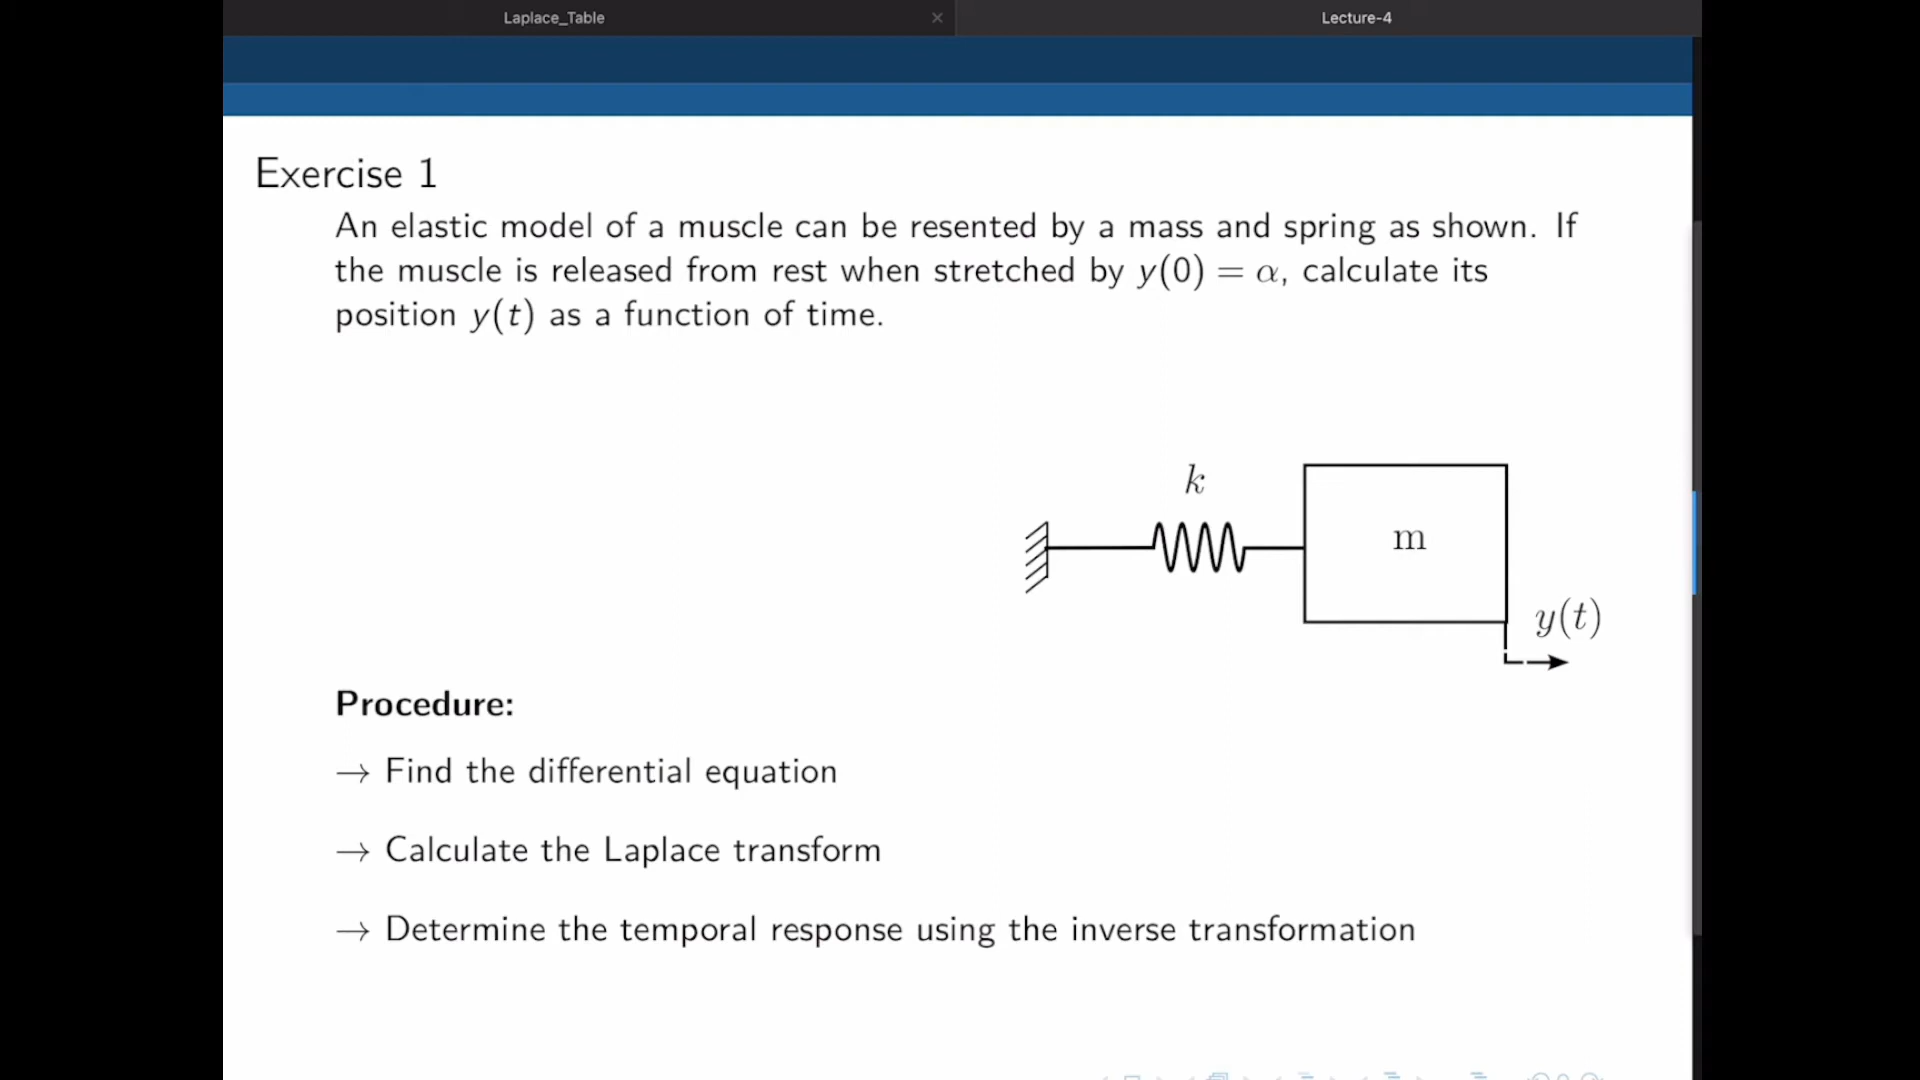 Laplace_Table
Lecture-4
Exercise 1
An elastic model of a muscle can be resented by a mass and spring as shown. If
the muscle is released from rest when stretched by y(0) = α, calculate its
position y(t) as a function of time.
k
m
y(t)
Procedure:
→ Find the differential equation
→ Calculate the Laplace transform
→ Determine the temporal response using the inverse transformation